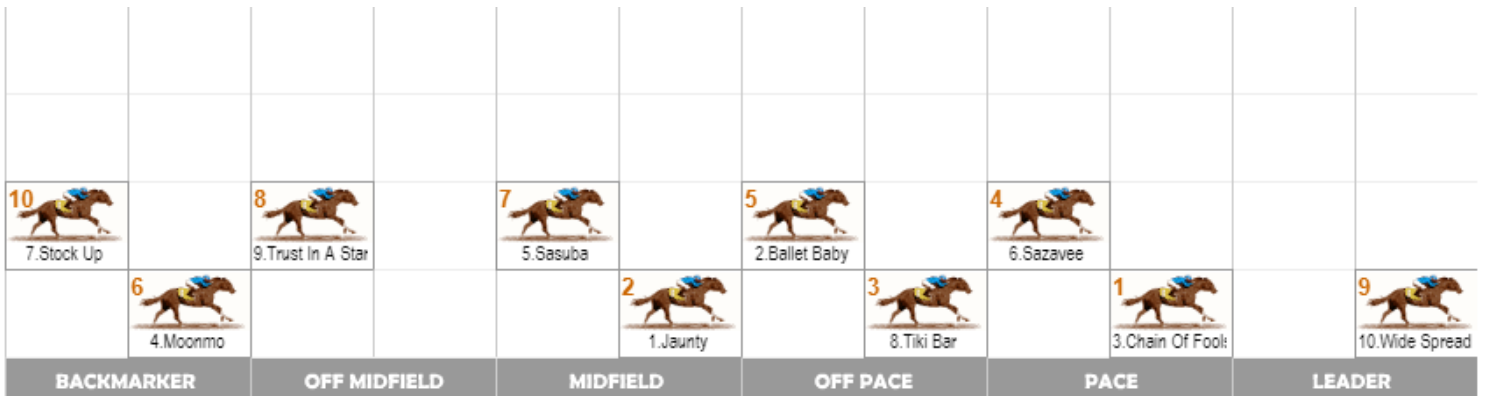 10
7.Stock Up
8
9.Trust In A Star
7
5.Sasuba
5
2.Ballet Baby
4
6.Sazavee
6
4.Moonmo
2
1.Jaunty
3
8.Tiki Bar
1
3.Chain Of Fools
9
10.Wide Spread
BACKMARKER OFF MIDFIELD MIDFIELD OFF PACE PACE LEADER